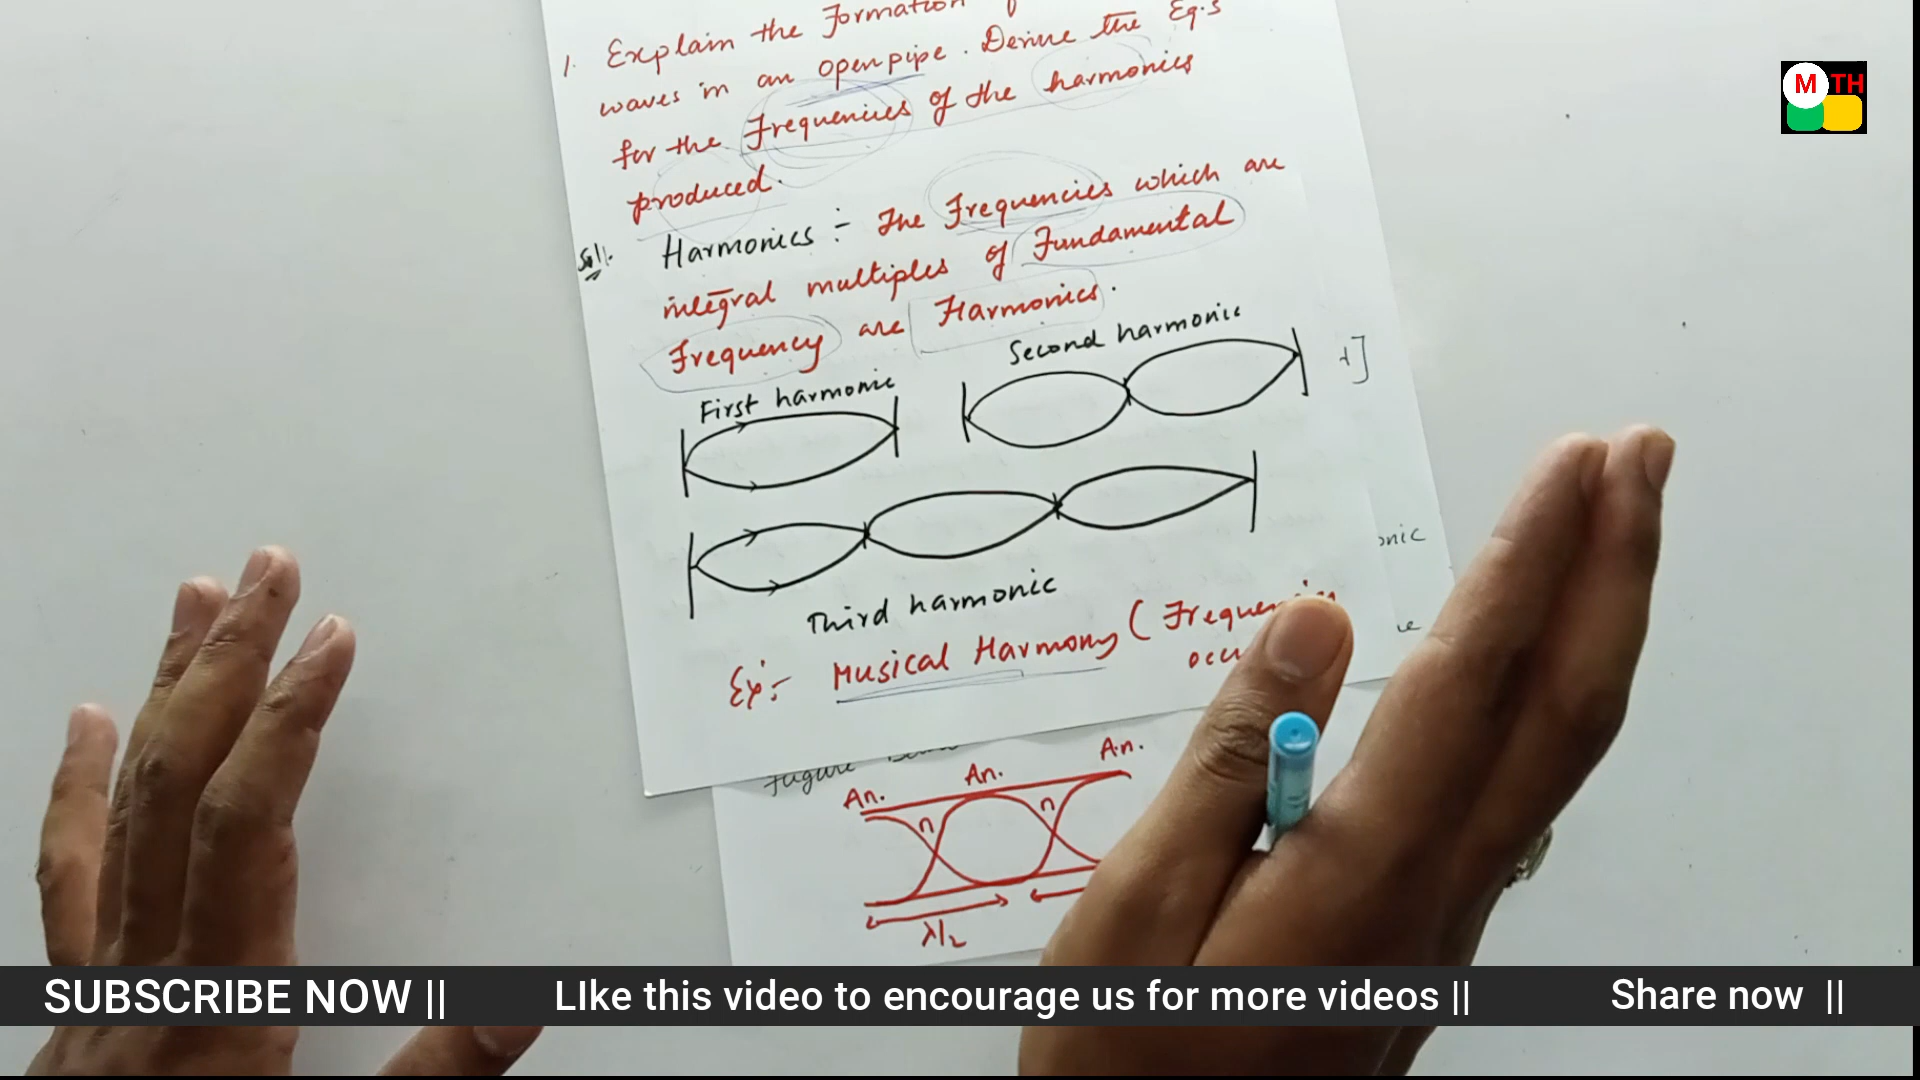 1. Explain the Formation
waves in an open pipe. Derive the Eq.s
for the Frequencies of the harmonics
produced.
Sol:. Harmonics :- The Frequencies which are
integral multiples of Fundamental
Frequency are Harmonics.
First harmonic
Second harmonic
Third harmonic
Ex:- Musical Harmony (
onic
An. An. An.
n n
λ/2
M TH
SUBSCRIBE NOW || LIke this video to encourage us for more videos || Share now ||